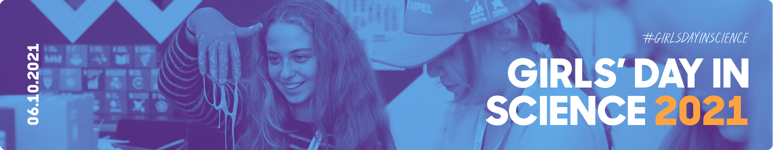 06.10.2021
#GIRLSDAYINSCIENCE
GIRLS' DAY IN
SCIENCE 2021